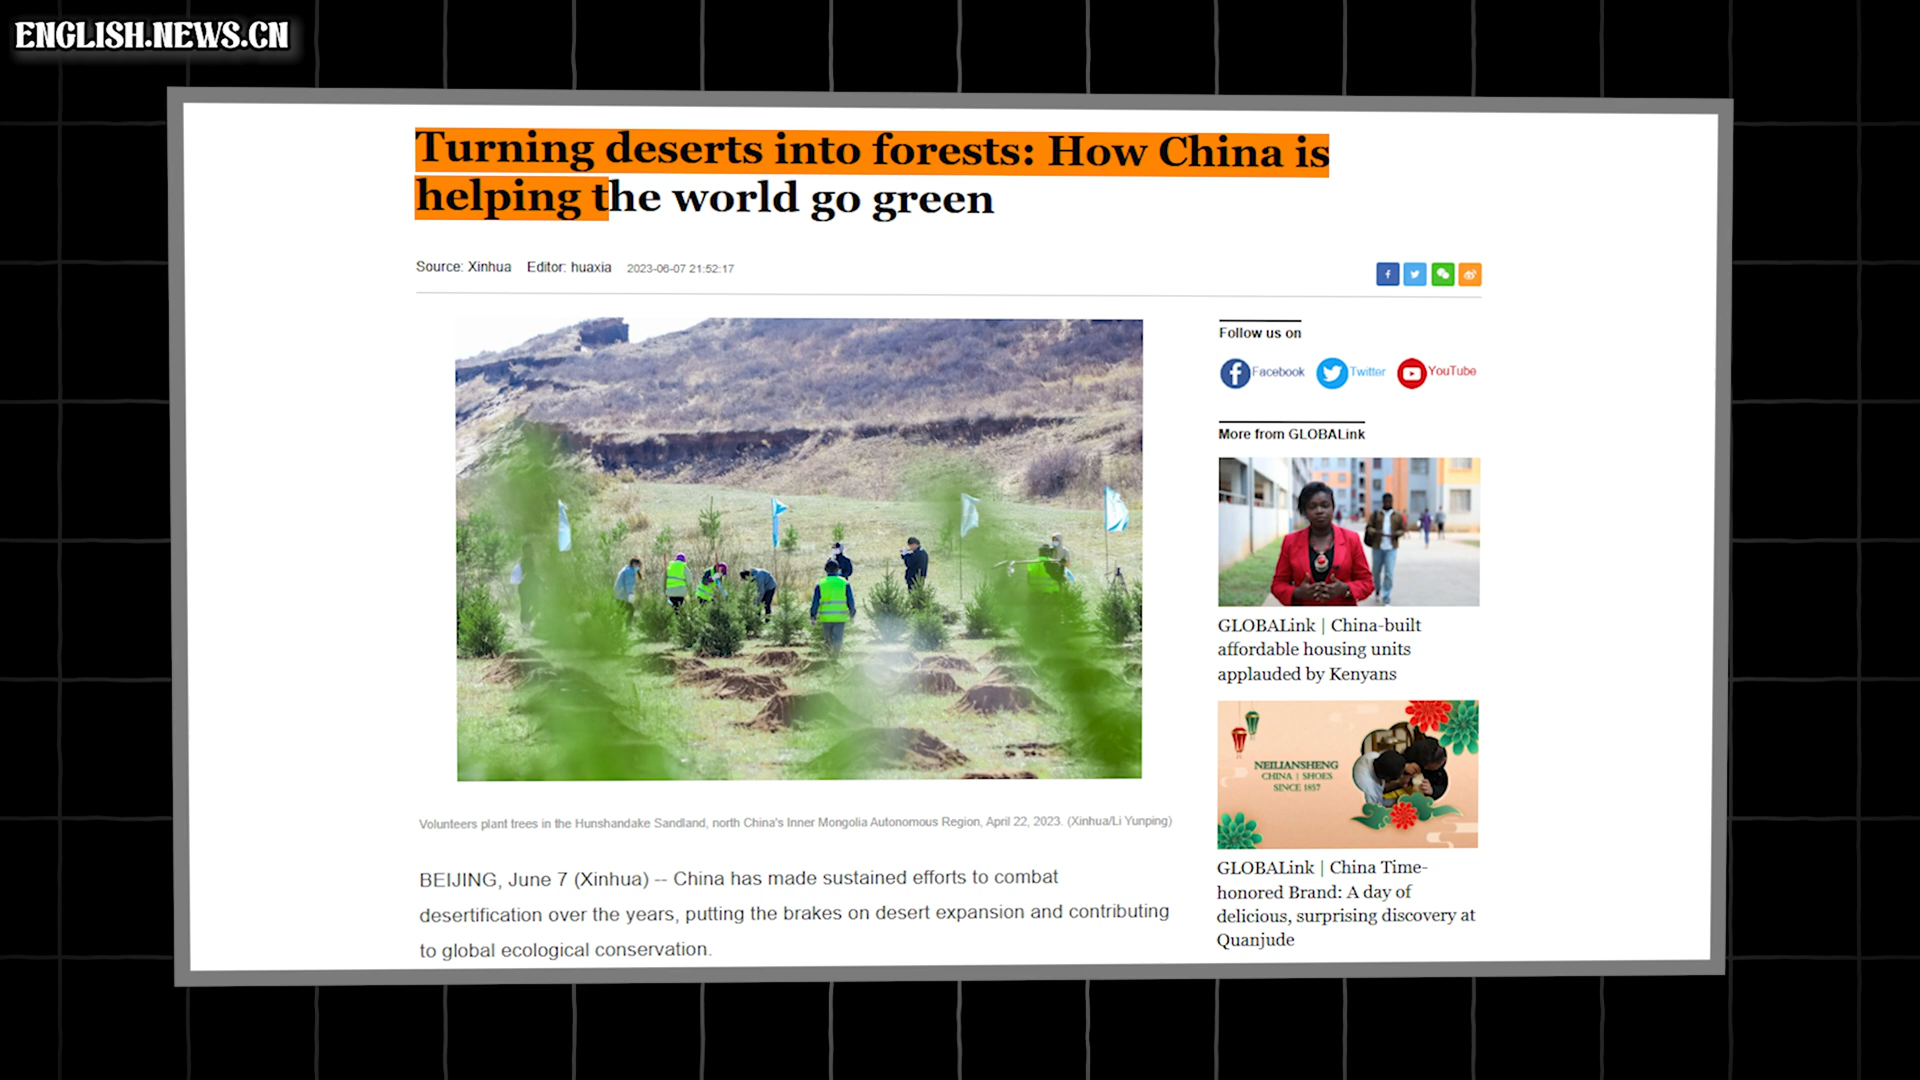 ENGLISH.NEWS.CN
Turning deserts into forests: How China is
helping the world go green
Source: Xinhua Editor: huaxia 2023-06-07 21:52:17
Follow us on
Facebook Twitter YouTube
More from GLOBALink
GLOBALink | China-built
affordable housing units
applauded by Kenyans
NEILIANSHENG
CHINA | SHOES
SINCE 1857
GLOBALink | China Time-
honored Brand: A day of
delicious, surprising discovery at
Quanjude
Volunteers plant trees in the Hunshandake Sandland, north China's Inner Mongolia Autonomous Region, April 22, 2023. (Xinhua/Li Yunping)
BEIJING, June 7 (Xinhua) -- China has made sustained efforts to combat
desertification over the years, putting the brakes on desert expansion and contributing
to global ecological conservation.